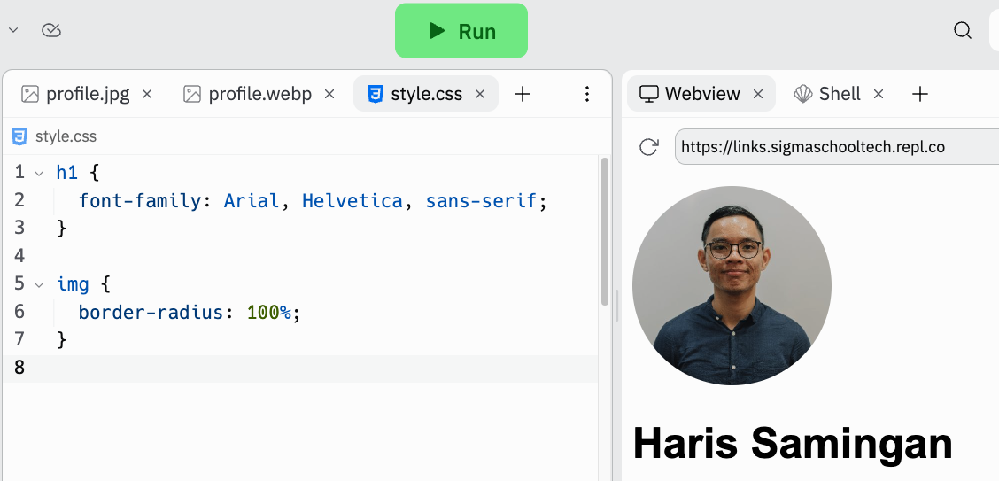 Run
profile.jpg
profile.webp
style.css
Webview
Shell
style.css
https://links.sigmaschooltech.repl.co
1 h1 {
2 font-family: Arial, Helvetica, sans-serif;
3 }
4
5 img {
6 border-radius: 100%;
7 }
8
Haris Samingan